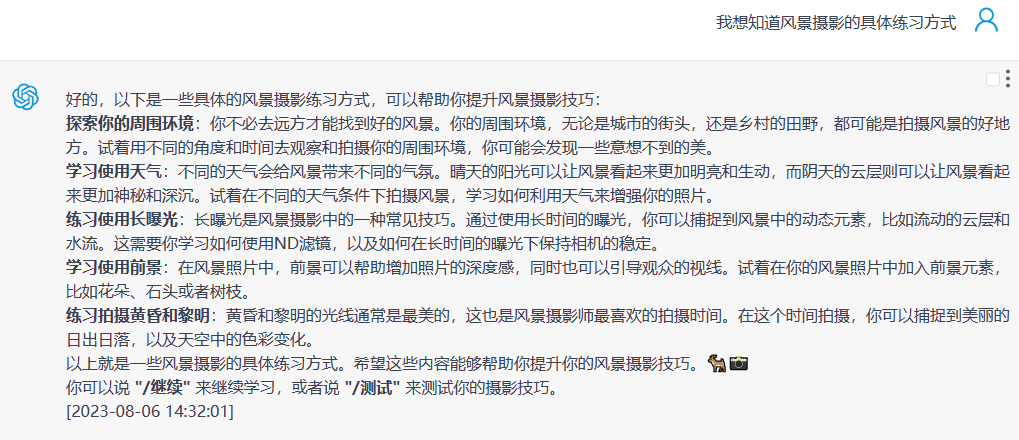 我想知道风景摄影的具体练习方式
好的，以下是一些具体的风景摄影练习方式，可以帮助你提升风景摄影技巧：
探索你的周围环境：你不必去远方才能找到好的风景。你的周围环境，无论是城市的街头，还是乡村的田野，都可能是拍摄风景的好地
方。试着用不同的角度和时间去观察和拍摄你的周围环境，你可能会发现一些意想不到的美。
学习使用天气：不同的天气会给风景带来不同的气氛。晴天的阳光可以让风景看起来更加明亮和生动，而阴天的云层则可以让风景看起
来更加神秘和深沉。试着在不同的天气条件下拍摄风景，学习如何利用天气来增强你的照片。
练习使用长曝光：长曝光是风景摄影中的一种常见技巧。通过使用长时间的曝光，你可以捕捉到风景中的动态元素，比如流动的云层和
水流。这需要你学习如何使用ND滤镜，以及如何在长时间的曝光下保持相机的稳定。
学习使用前景：在风景照片中，前景可以帮助增加照片的深度感，同时也可以引导观众的视线。试着在你的风景照片中加入前景元素，
比如花朵、石头或者树枝。
练习拍摄黄昏和黎明：黄昏和黎明的光线通常是最美的，这也是风景摄影师最喜欢的拍摄时间。在这个时间拍摄，你可以捕捉到美丽的
日出日落，以及天空中的色彩变化。
以上就是一些风景摄影的具体练习方式。希望这些内容能够帮助你提升你的风景摄影技巧。🐕📷
你可以说 "/继续" 来继续学习，或者说 "/测试" 来测试你的摄影技巧。
[2023-08-06 14:32:01]